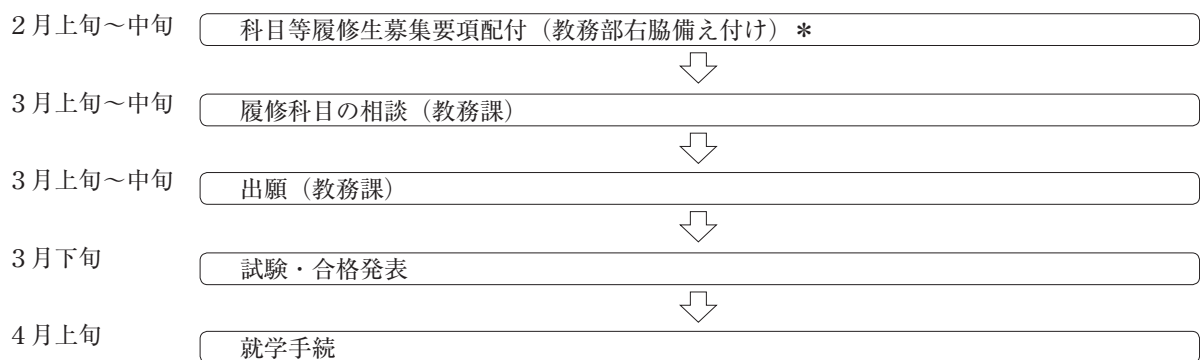 ２月上旬～中旬 科目等履修生募集要項配付（教務部右脇備え付け）＊
３月上旬～中旬 履修科目の相談（教務課）
３月上旬～中旬 出願（教務課）
３月下旬 試験・合格発表
４月上旬 就学手続